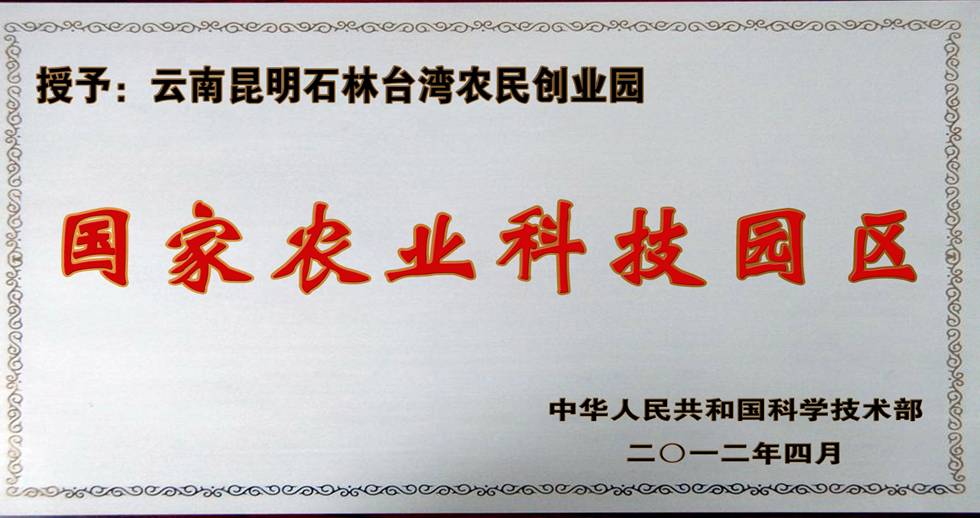 授予：云南昆明石林台湾农民创业园
国家农业科技园区
中华人民共和国科学技术部
二〇一二年四月